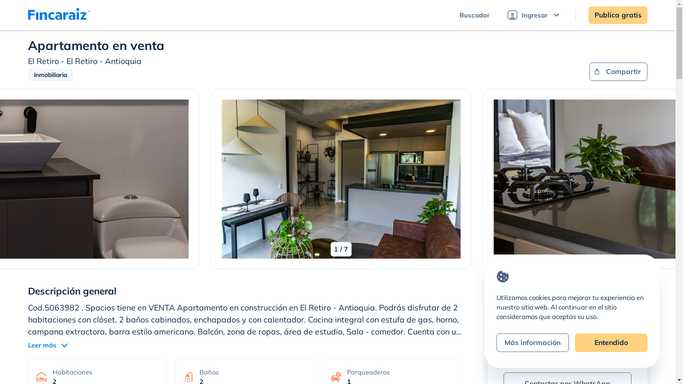 Fincaraiz
Buscador
Ingresar
Publica gratis
Apartamento en venta
El Retiro - El Retiro - Antioquia
Inmobiliaria
Compartir
1 / 7
Descripción general
Cod.5063982 . Spacios tiene en VENTA Apartamento en construcción en El Retiro - Antioquia. Podrás disfrutar de 2
habitaciones con clóset, 2 baños cabinados, enchapados y con calentador. Cocina integral con estufa de gas, horno,
campana extractora, barra estilo americano. Balcón, zona de ropas, área de estudio, Sala - comedor. Cuenta con u...
Leer más
Habitaciones
2
Baños
2
Parqueaderos
1
Utilizamos cookies para mejorar tu experiencia en
nuestro sitio web. Al continuar en el sitio
consideramos que aceptas su uso.
Más información
Entendido
Contactar por WhatsApp